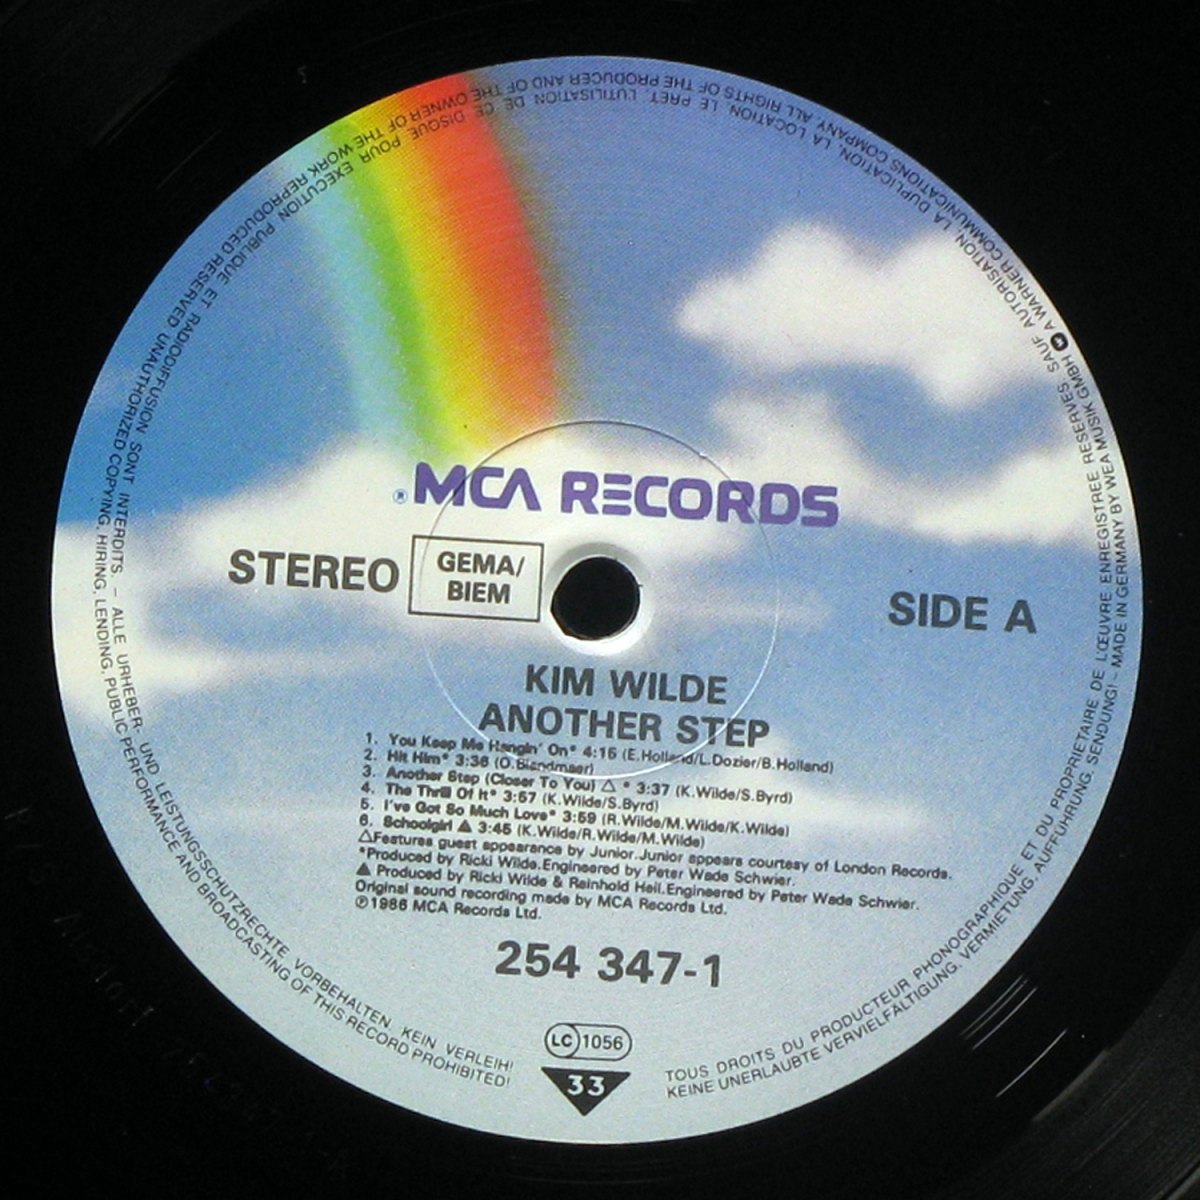 ® MCA RECORDS
STEREO
GEMA/
BIEM
SIDE A
KIM WILDE
ANOTHER STEP
1. You Keep Me Hangin' On* 4:15 (E.Holland/L.Dozier/B.Holland)
2. Hit Him* 3:36 (O.Blandmaer)
3. Another Step (Closer To You) △ * 3:37 (K.Wilde/S.Byrd)
4. The Thrill Of It* 3:57 (K.Wilde/S.Byrd)
5. I've Got So Much Love* 3:59 (R.Wilde/M.Wilde/K.Wilde)
6. Schoolgirl ▲ 3:45 (K.Wilde/R.Wilde/M.Wilde)
△Features guest appearance by Junior.Junior appears courtesy of London Records.
*Produced by Ricki Wilde.Engineered by Peter Wade Schwier.
▲ Produced by Ricki Wilde & Reinhold Heil.Engineered by Peter Wade Schwier.
Original sound recording made by MCA Records Ltd.
℗1986 MCA Records Ltd.
254 347-1
LC 1056
33
TOUS DROITS DU PRODUCTEUR PHONOGRAPHIQUE ET DU PROPRIETAIRE DE L'ŒUVRE ENREGISTREE RESERVES SAUF AUTORISATION, LA DUPLICATION, LA LOCATION, LE PRET, L'UTILISATION DE CE DISQUE POUR EXECUTION PUBLIQUE ET RADIODIFFUSION SONT INTERDITS. – ALLE URHEBER- UND LEISTUNGSSCHUTZRECHTE VORBEHALTEN KEIN VERLEIH!
KEINE UNERLAUBTE VERVIELFÄLTIGUNG, VERMIETUNG, AUFFÜHRUNG, SENDUNG! – MADE IN GERMANY BY WEA MUSIK GMBH A WARNER COMMUNICATIONS COMPANY. ALL RIGHTS OF THE PRODUCER AND OF THE OWNER OF THE WORK REPRODUCED RESERVED UNAUTHORIZED COPYING, HIRING, LENDING, PUBLIC PERFORMANCE AND BROADCASTING OF THIS RECORD PROHIBITED!